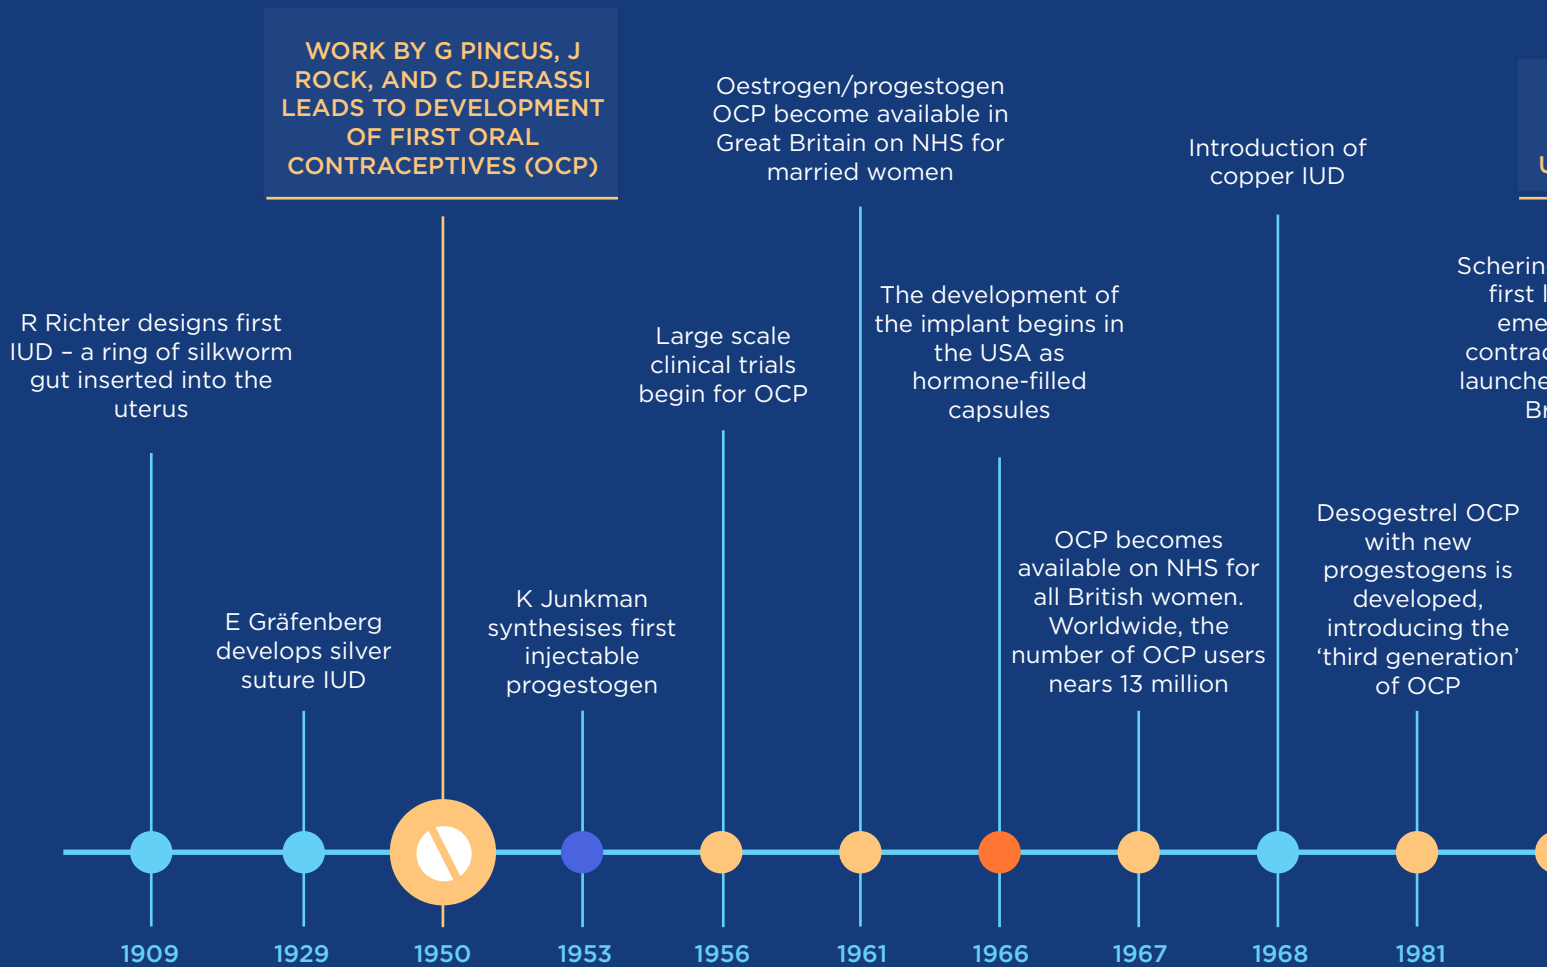 WORK BY G PINCUS, J
ROCK, AND C DJERASSI
LEADS TO DEVELOPMENT
OF FIRST ORAL
CONTRACEPTIVES (OCP)
Oestrogen/progestogen
OCP become available in
Great Britain on NHS for
married women
Introduction of
copper IUD
R Richter designs first
IUD – a ring of silkworm
gut inserted into the
uterus
Large scale
clinical trials
begin for OCP
The development of
the implant begins in
the USA as
hormone-filled
capsules
first
E Gräfenberg
develops silver
suture IUD
K Junkman
synthesises first
injectable
progestogen
OCP becomes
available on NHS for
all British women.
Worldwide, the
number of OCP users
nears 13 million
Desogestrel OCP
with new
progestogens is
developed,
introducing the
‘third generation’
of OCP
1909
1929
1950
1953
1956
1961
1966
1967
1968
1981